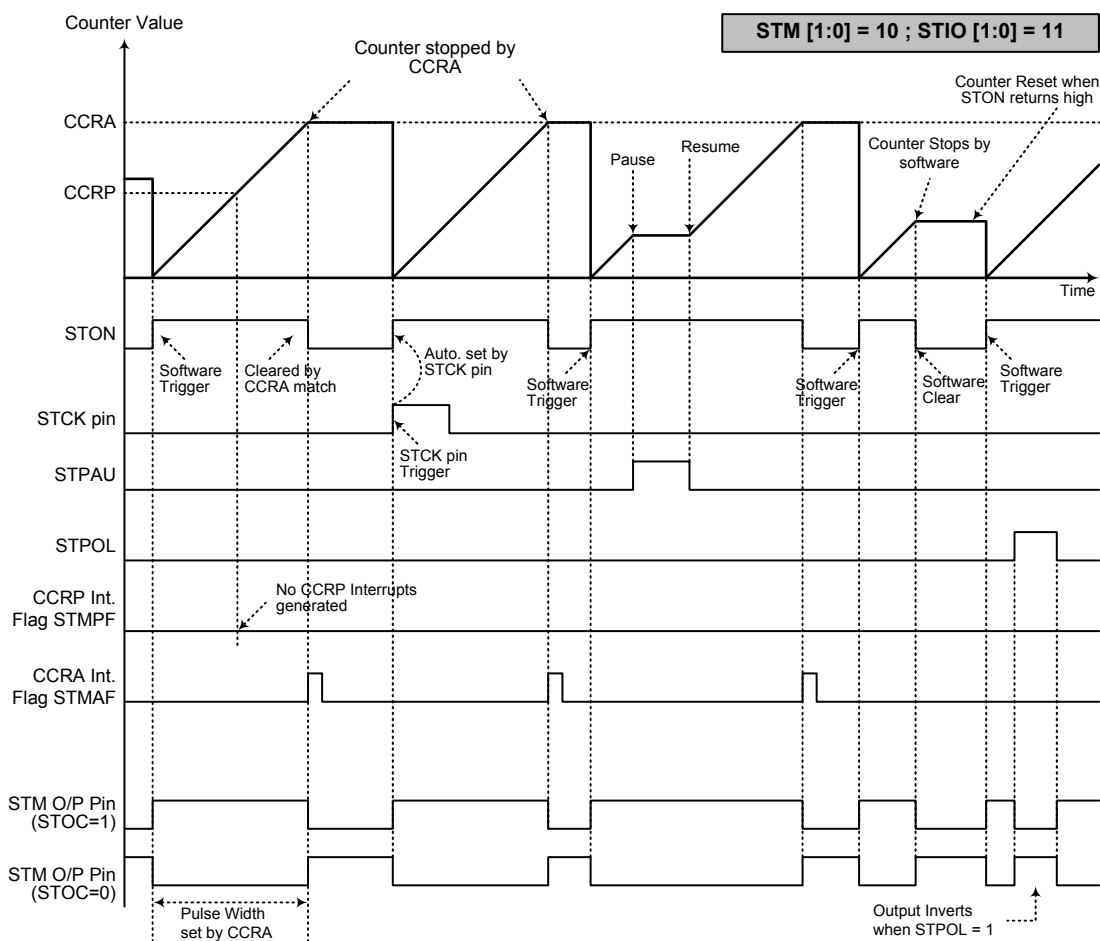 Counter Value
STM [1:0] = 10 ; STIO [1:0] = 11
Counter stopped by
CCRA
Counter Reset when
STON returns high
CCRA
Pause
Resume
Counter Stops by
software
CCRP
Time
STON
Software
Trigger
Cleared by
CCRA match
Auto. set by
STCK pin
Software
Trigger
Software
Trigger
Software
Clear
Software
Trigger
STCK pin
STCK pin
Trigger
STPAU
STPOL
CCRP Int.
Flag STMPF
No CCRP Interrupts
generated
CCRA Int.
Flag STMAF
STM O/P Pin
(STOC=1)
STM O/P Pin
(STOC=0)
Pulse Width
set by CCRA
Output Inverts
when STPOL = 1